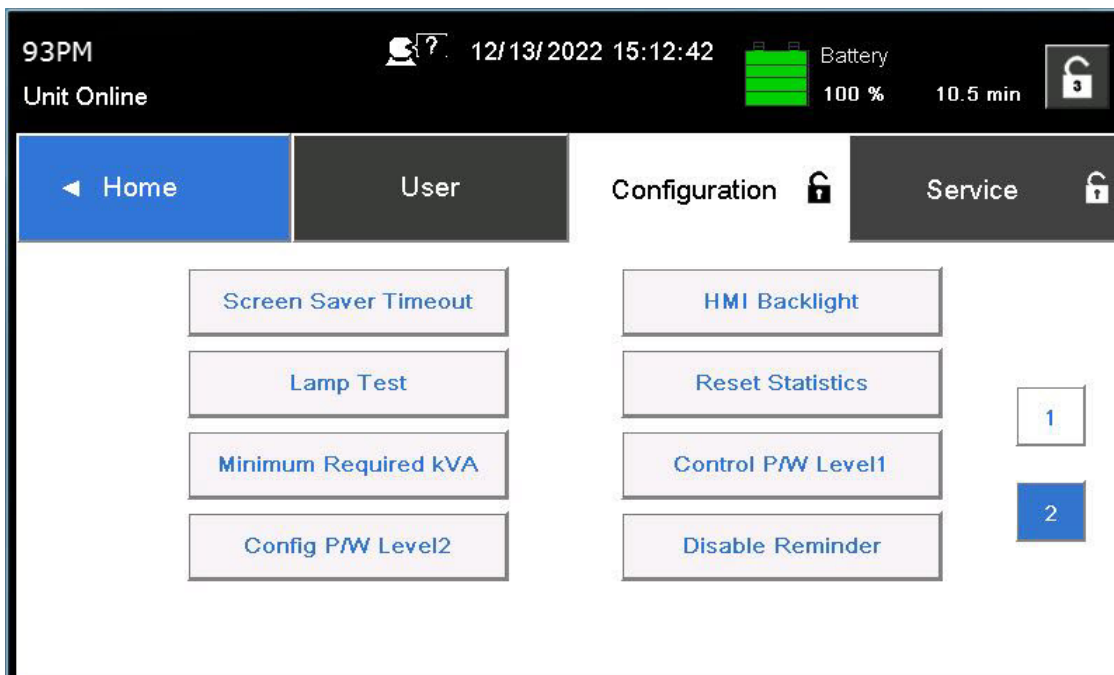 93PM
? 12/13/2022 15:12:42
Battery
Unit Online
100 % 10.5 min
3
◄ Home User Configuration Service
Screen Saver Timeout HMI Backlight
Lamp Test Reset Statistics
1
Minimum Required kVA Control P/W Level1
2
Config P/W Level2 Disable Reminder